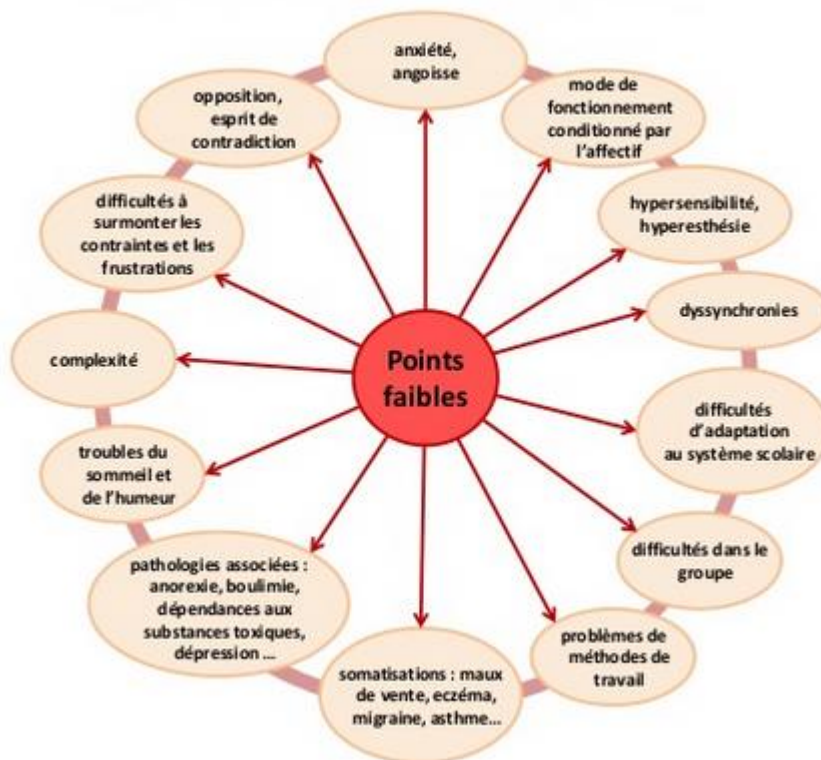 anxiété,
angoisse
mode de
fonctionnement
conditionné par
l'affectif
hypersensibilité,
hyperesthésie
dyssynchronies
difficultés
d'adaptation
au système scolaire
difficultés dans le
groupe
problèmes de
méthodes de
travail
somatisations : maux
de vente, eczéma,
migraine, asthme...
pathologies associées :
anorexie, boulimie,
dépendances aux
substances toxiques,
dépression ...
troubles du
sommeil et
de l'humeur
complexité
difficultés à
surmonter les
contraintes et les
frustrations
opposition,
esprit de
contradiction
Points
faibles